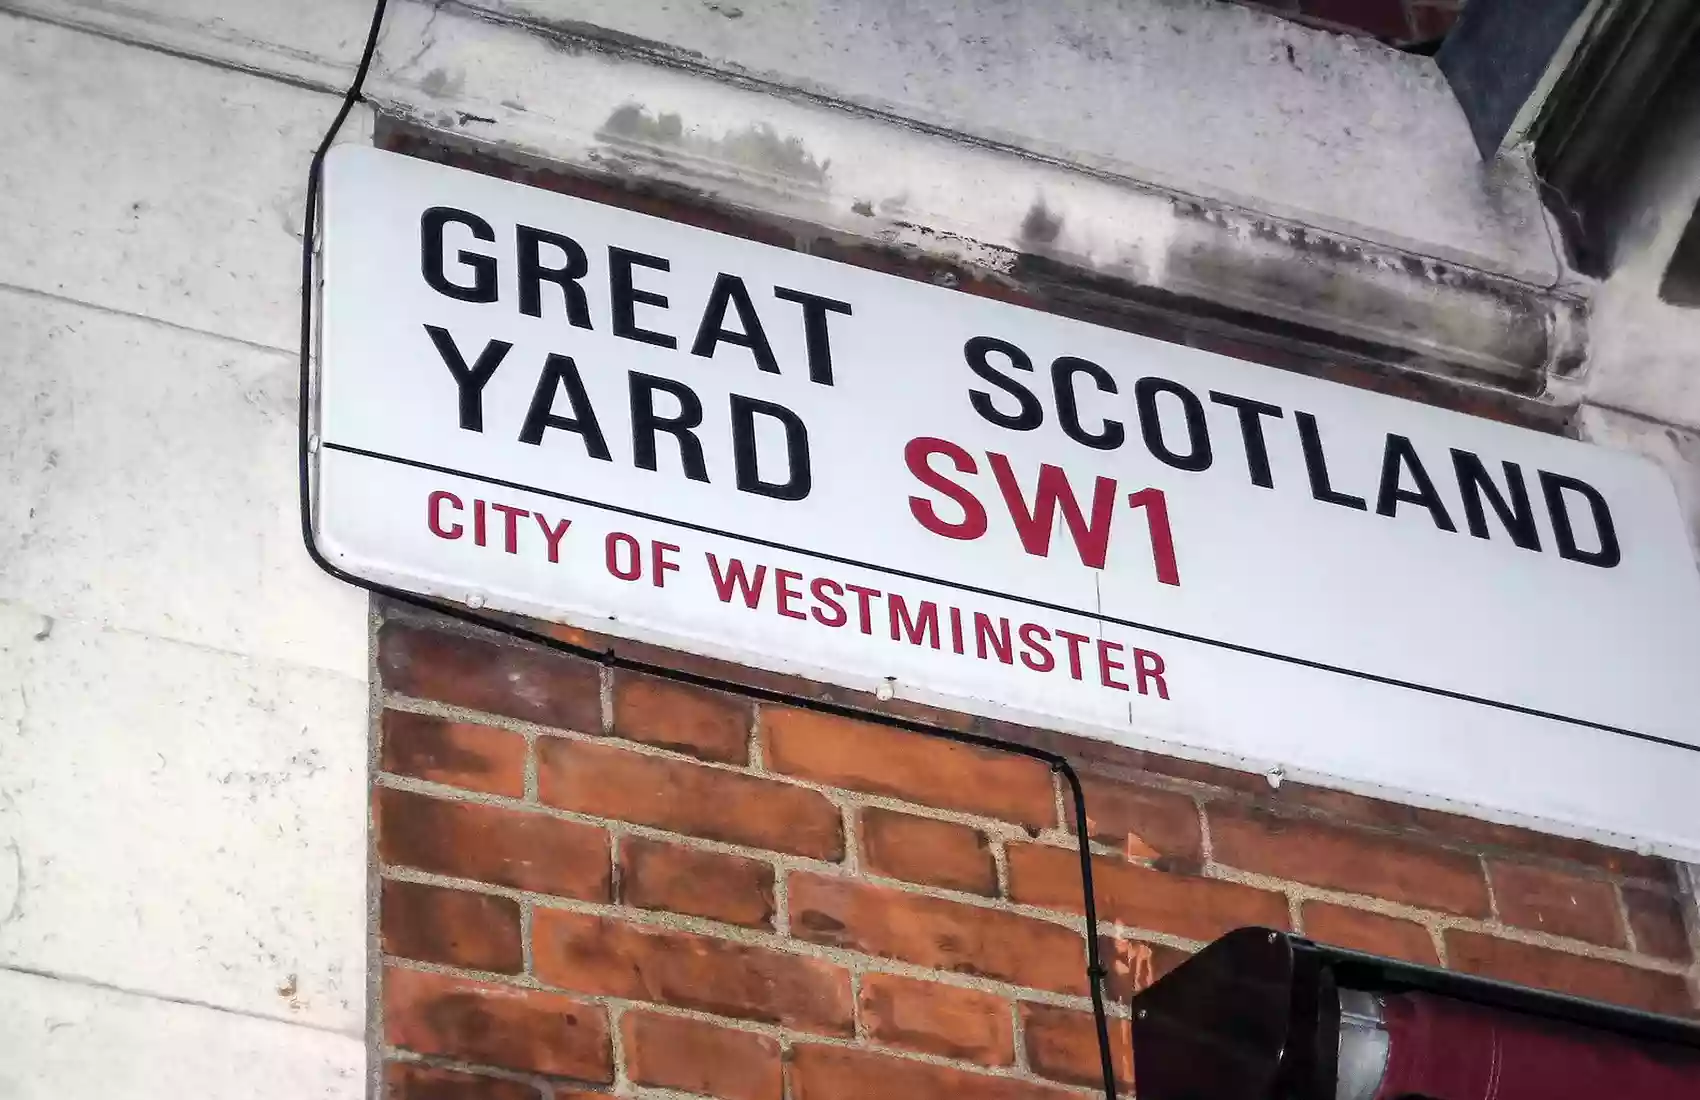 GREAT SCOTLAND
YARD SW1
CITY OF WESTMINSTER